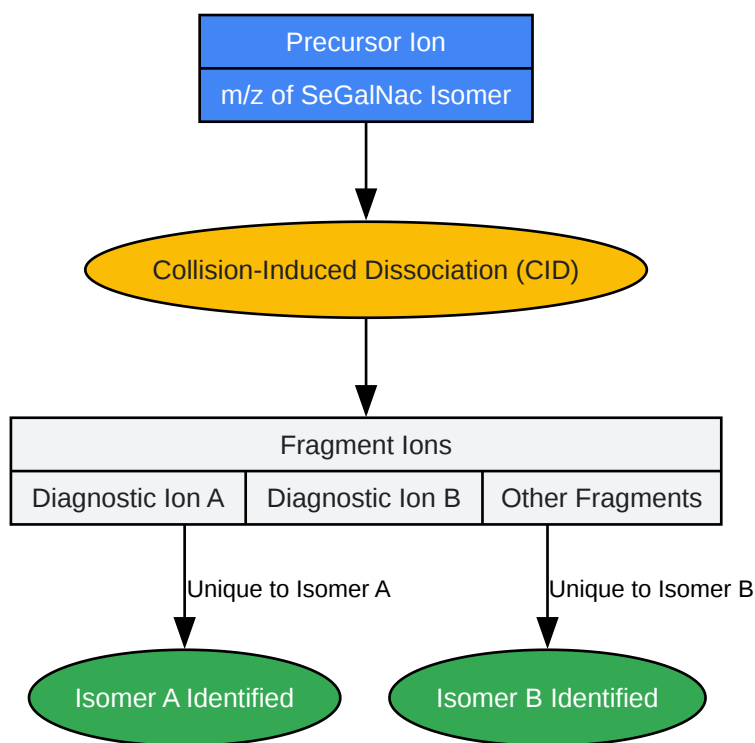 Precursor Ion
m/z of SeGalNac Isomer
Collision-Induced Dissociation (CID)
Fragment Ions
Diagnostic Ion A
Diagnostic Ion B
Other Fragments
Unique to Isomer A
Unique to Isomer B
Isomer A Identified
Isomer B Identified